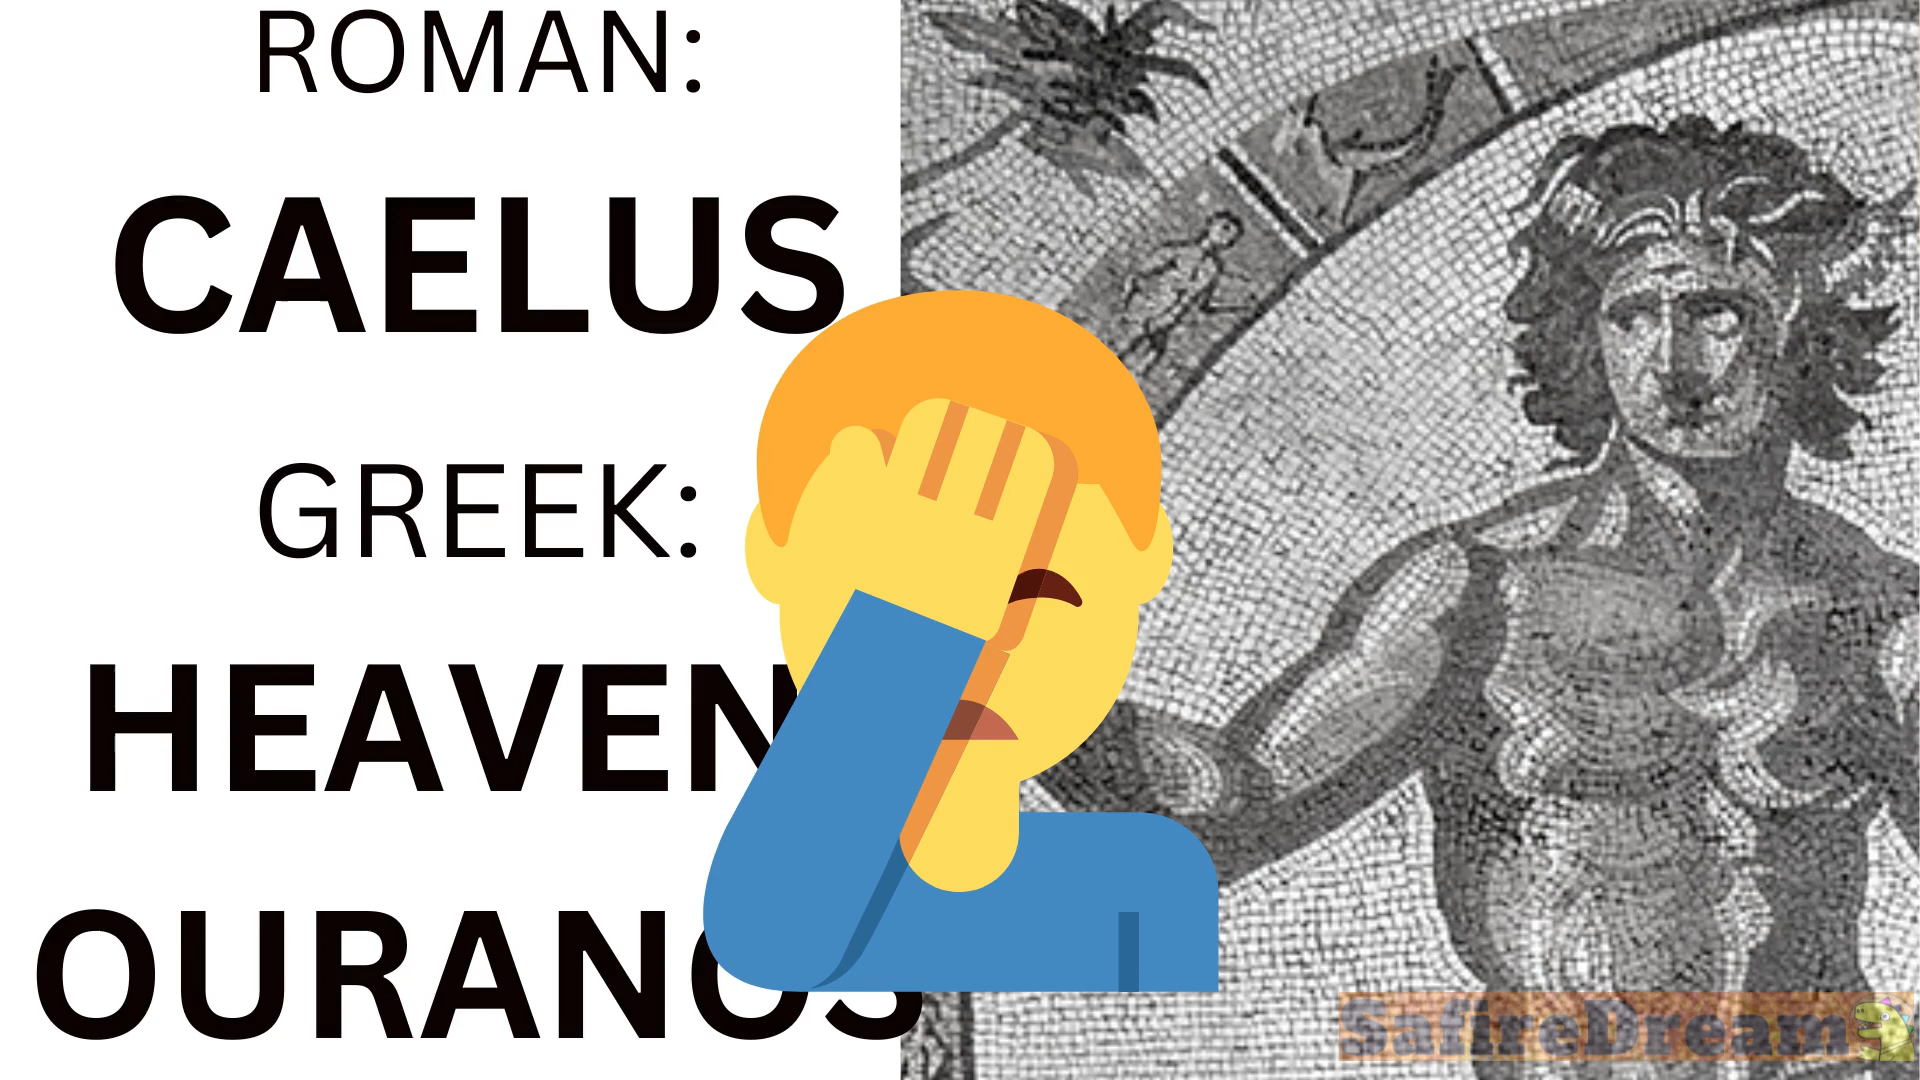 ROMAN:
CAELUS
GREEK:
HEAVEN
OURANOS
SafireDream